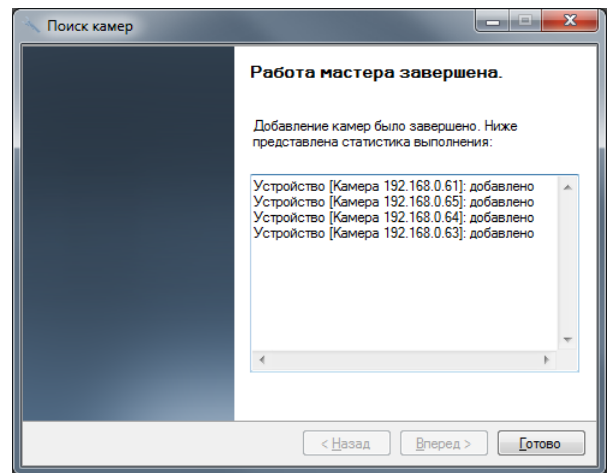 Поиск камер
Работа мастера завершена.
Добавление камер было завершено. Ниже
представлена статистика выполнения:
Устройство [Камера 192.168.0.61]: добавлено
Устройство [Камера 192.168.0.65]: добавлено
Устройство [Камера 192.168.0.64]: добавлено
Устройство [Камера 192.168.0.63]: добавлено
< Назад Вперед > Готово